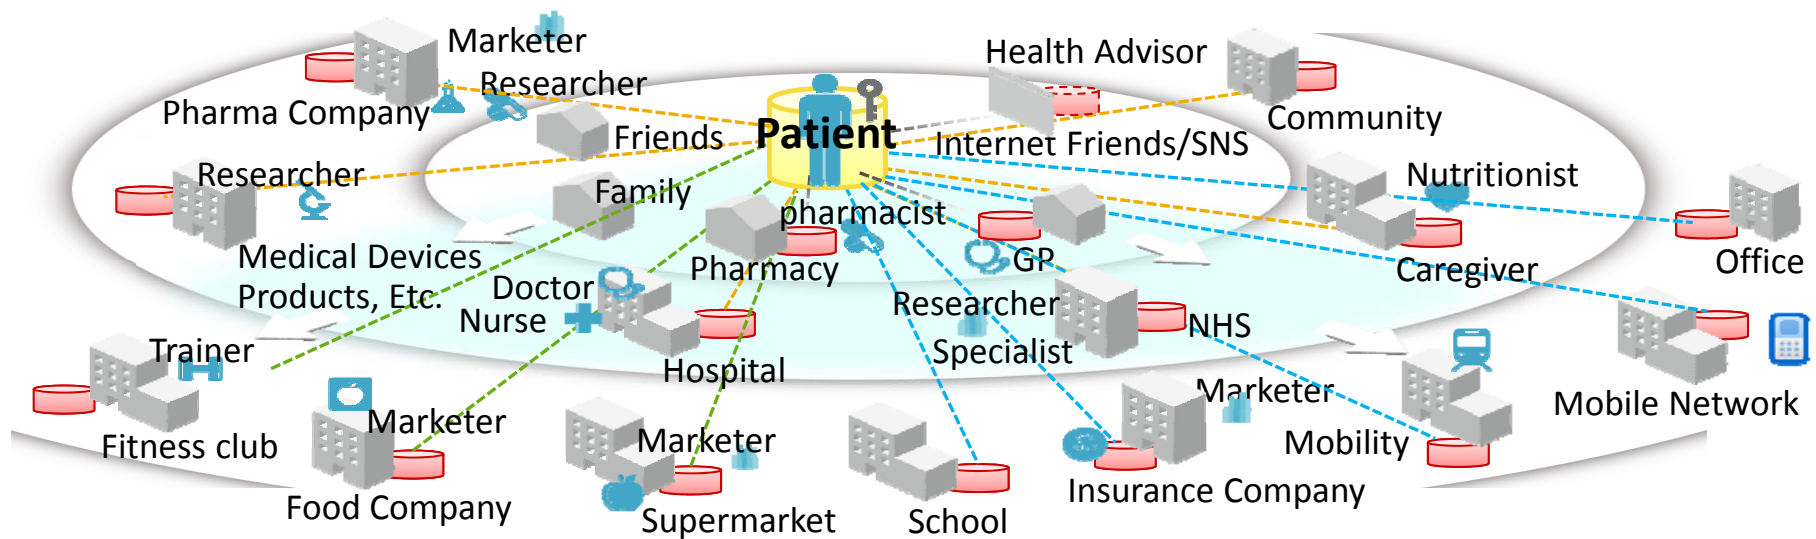 Marketer
Health Advisor
Researcher
Pharma Company
Community
Patient
Friends
Internet Friends/SNS
Researcher
Nutritionist
Family
pharmacist
Medical Devices
Products, Etc.
Pharmacy
GP
Caregiver
Office
Doctor
Nurse
Researcher
NHS
Specialist
Trainer
Hospital
Marketer
Mobile Network
Fitness club
Marketer
Marketer
Mobility
Food Company
Supermarket
School
Insurance Company